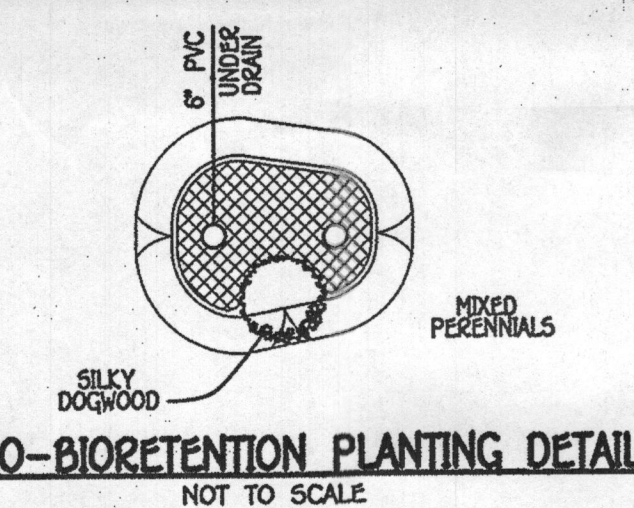 6" PVC
UNDER
DRAIN
MIXED
PERENNIALS
SILKY
DOGWOOD
O-BIORETENTION PLANTING DETAIL
NOT TO SCALE